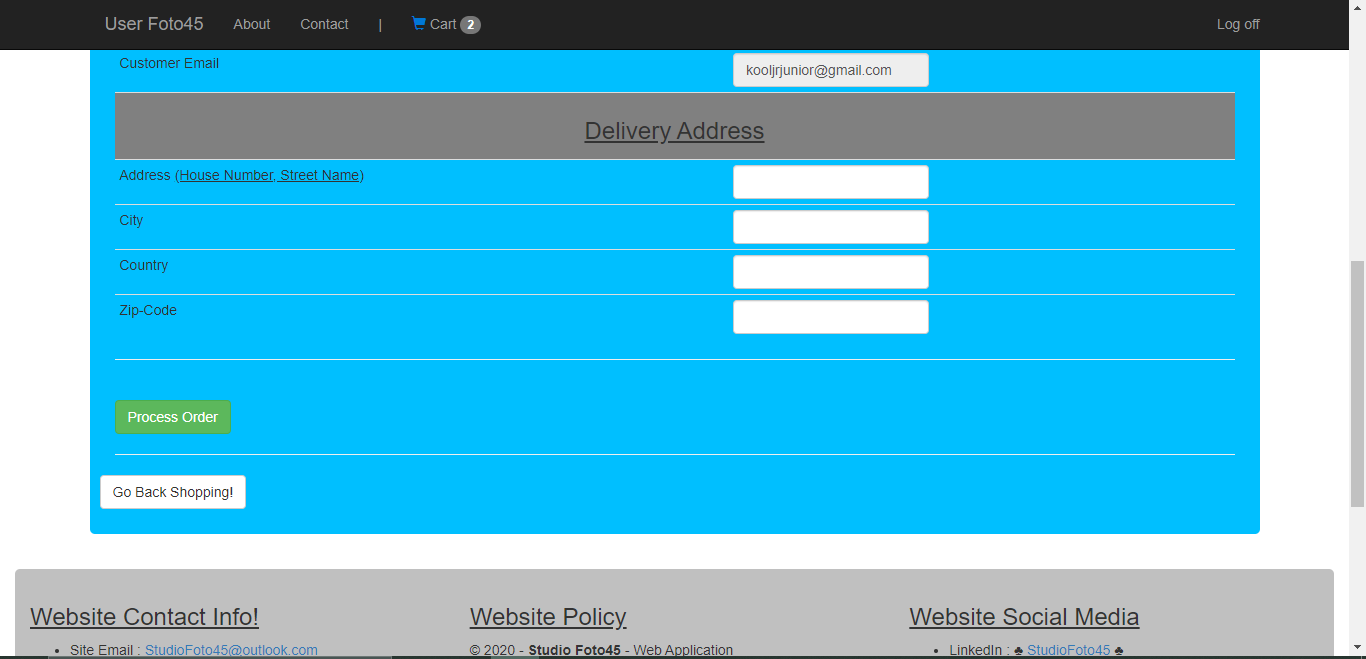 User Foto45 About Contact | Cart 2 Log off
Customer Email kooljrjunior@gmail.com
Delivery Address
Address (House Number, Street Name)
City
Country
Zip-Code
Process Order
Go Back Shopping!
Website Contact Info! Website Policy Website Social Media
• Site Email : StudioFoto45@outlook.com © 2020 - Studio Foto45 - Web Application • LinkedIn : ♣ StudioFoto45 ♣